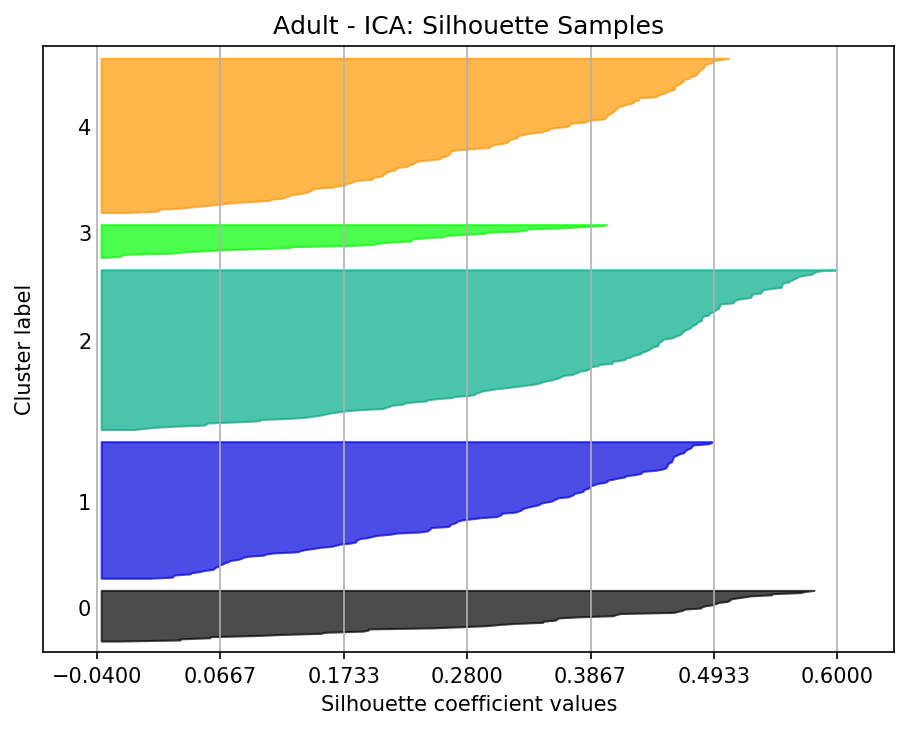 Adult - ICA: Silhouette Samples
4
3
2
1
0
Cluster label
−0.0400 0.0667 0.1733 0.2800 0.3867 0.4933 0.6000
Silhouette coefficient values